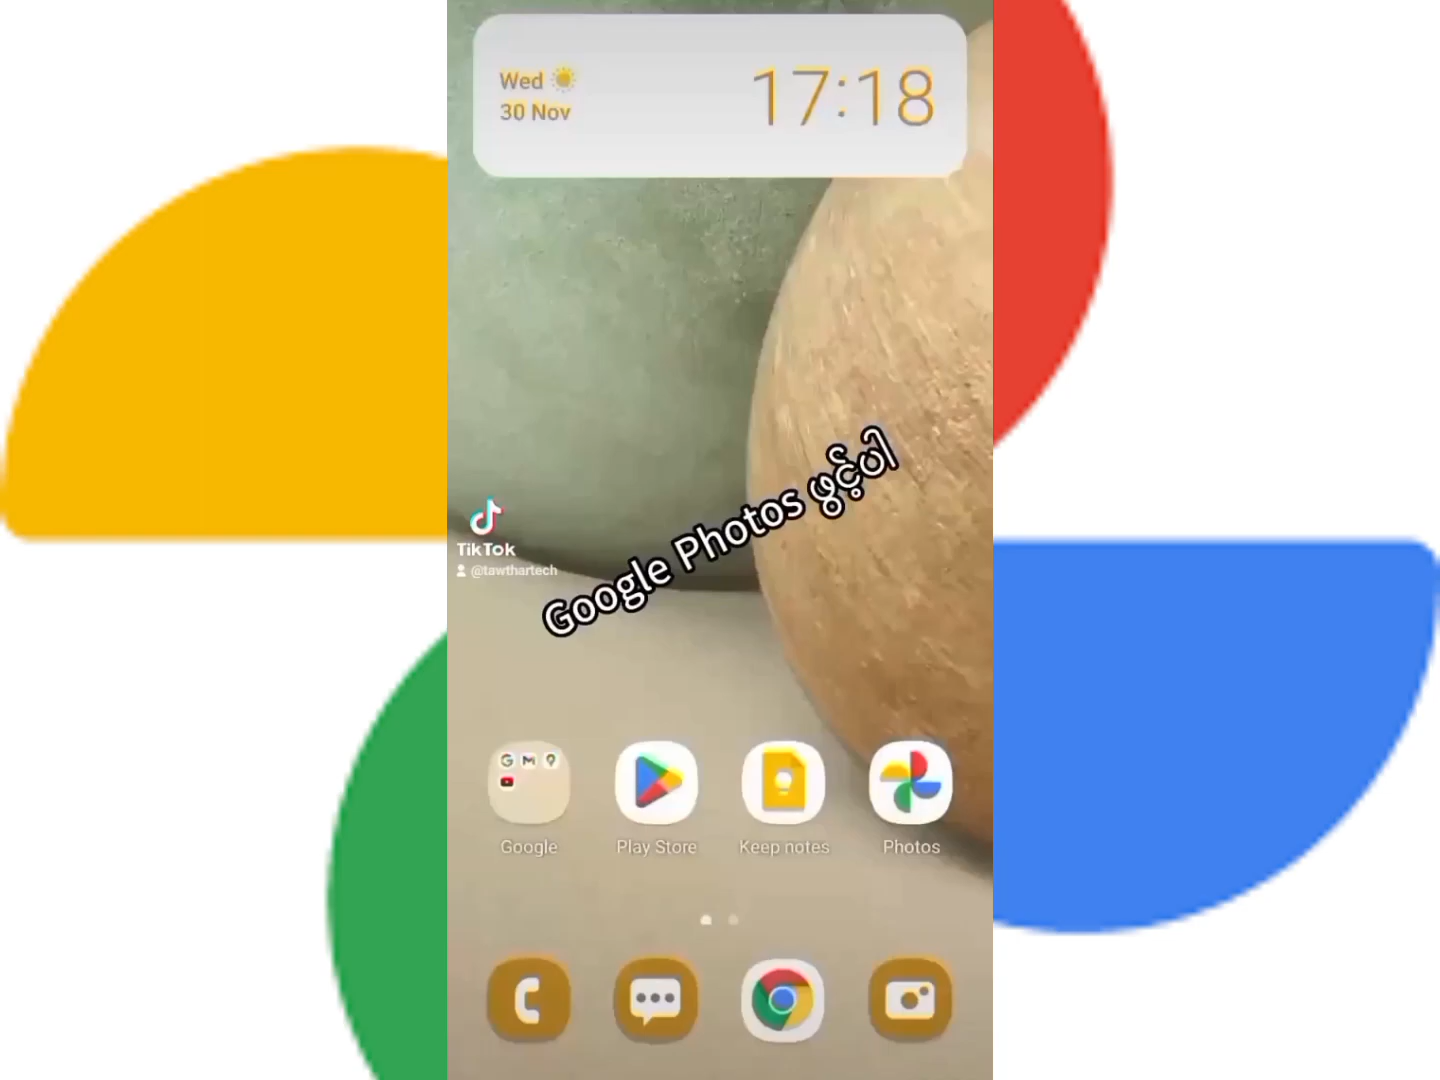 Wed
30 Nov
17:18
Google Photos ဖွင့်ပါ
TikTok
@tawthartech
Google
Play Store
Keep notes
Photos